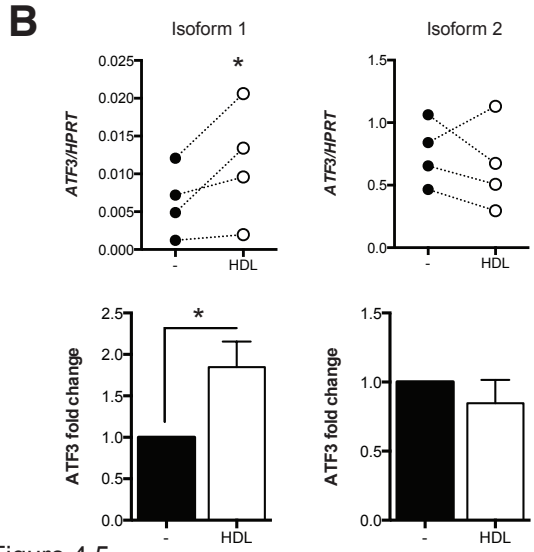 B
Isoform 1
Isoform 2
*
ATF3/HPRT
0.025
0.020
0.015
0.010
0.005
0.000
-
HDL
ATF3/HPRT
1.5
1.0
0.5
0.0
-
HDL
*
ATF3 fold change
2.5
2.0
1.5
1.0
0.5
0.0
-
HDL
ATF3 fold change
1.5
1.0
0.5
0.0
-
HDL
Figure 4.5